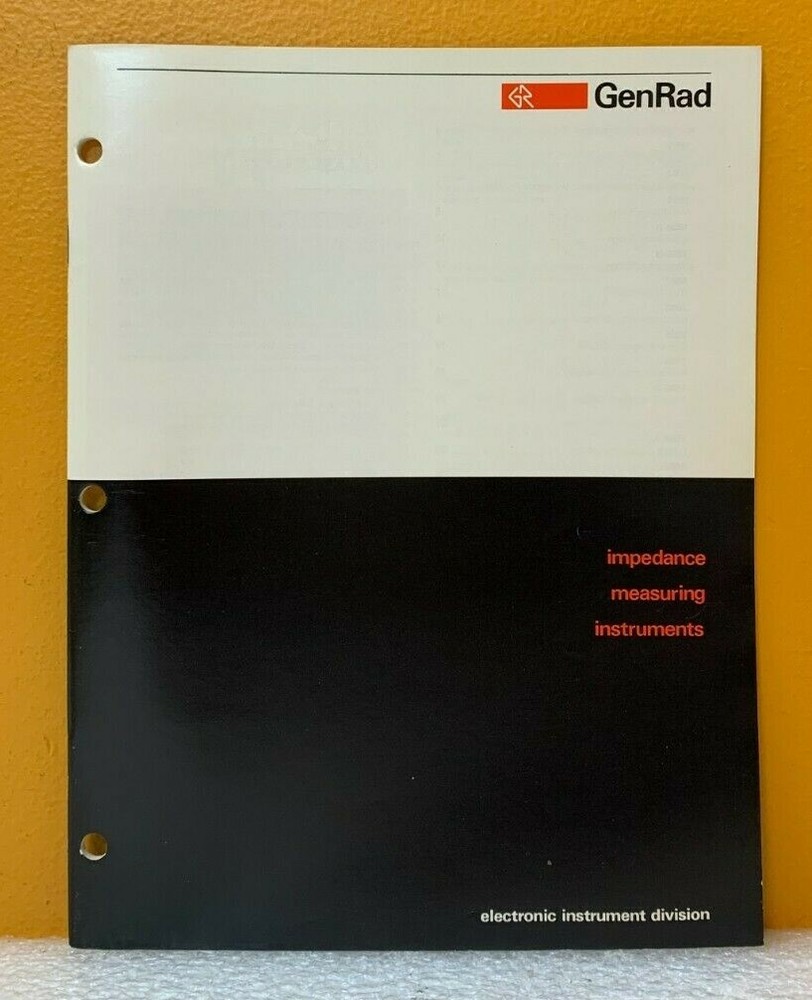 GR GenRad
impedance
measuring
instruments
electronic instrument division